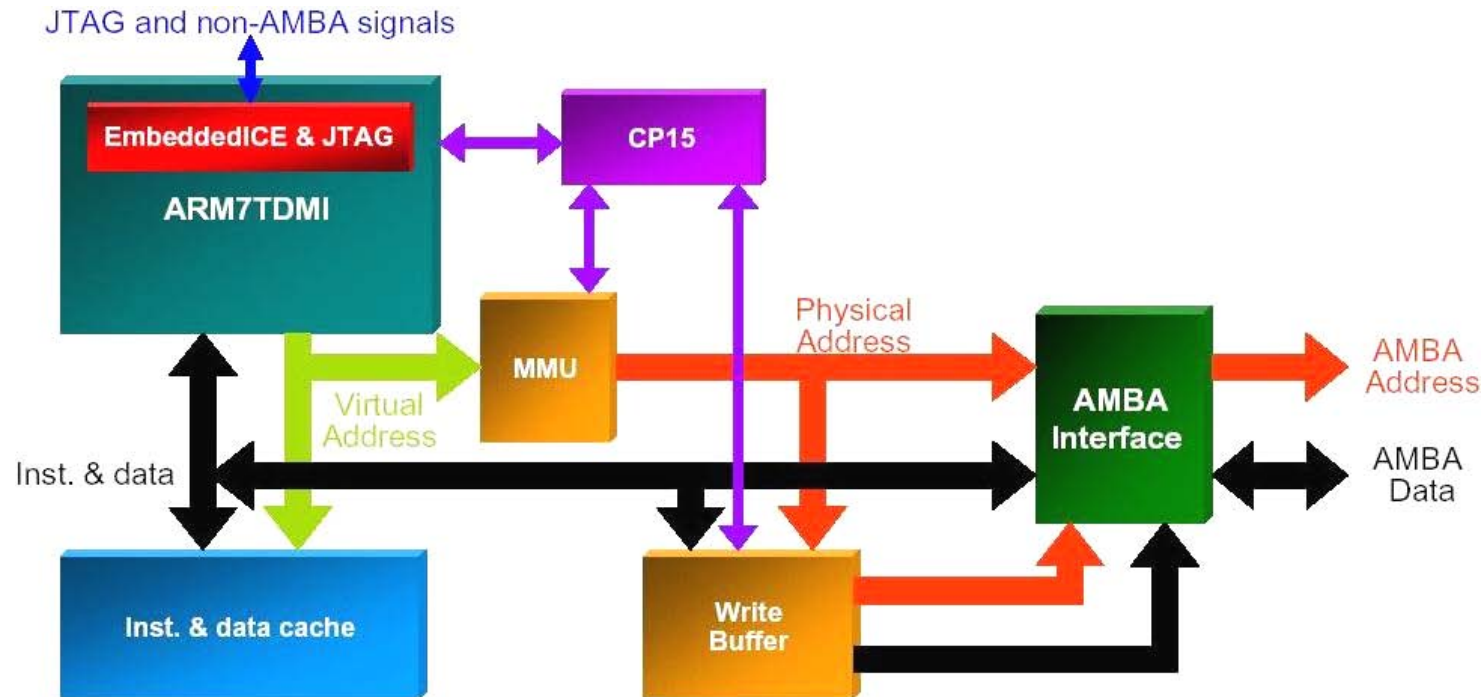 JTAG and non-AMBA signals
EmbeddedICE & JTAG
CP15
ARM7TDMI
Physical
Address
MMU
AMBA
Address
Virtual
Address
AMBA
Interface
Inst. & data
AMBA
Data
Inst. & data cache
Write
Buffer